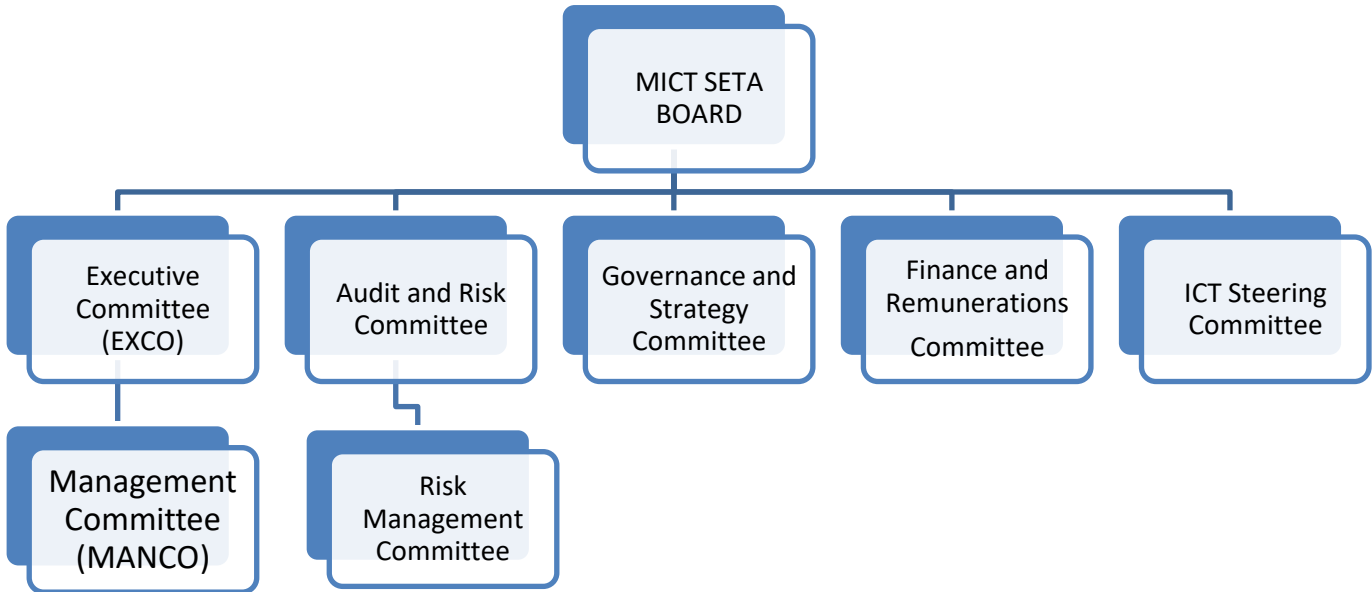 MICT SETA
BOARD
Executive
Committee
(EXCO)
Audit and Risk
Committee
Governance and
Strategy
Committee
Finance and
Remunerations
Committee
ICT Steering
Committee
Management
Committee
(MANCO)
Risk
Management
Committee